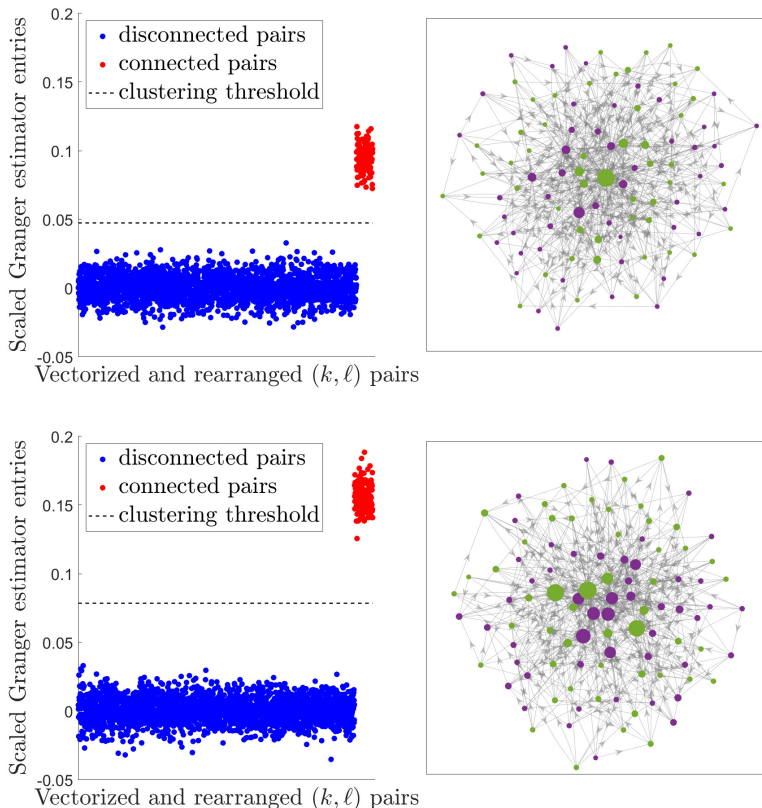 Scaled Granger estimator entries
0.2
0.15
0.1
0.05
0
-0.05
disconnected pairs
connected pairs
clustering threshold
Vectorized and rearranged (k, ℓ) pairs
Scaled Granger estimator entries
0.2
0.15
0.1
0.05
0
-0.05
disconnected pairs
connected pairs
clustering threshold
Vectorized and rearranged (k, ℓ) pairs